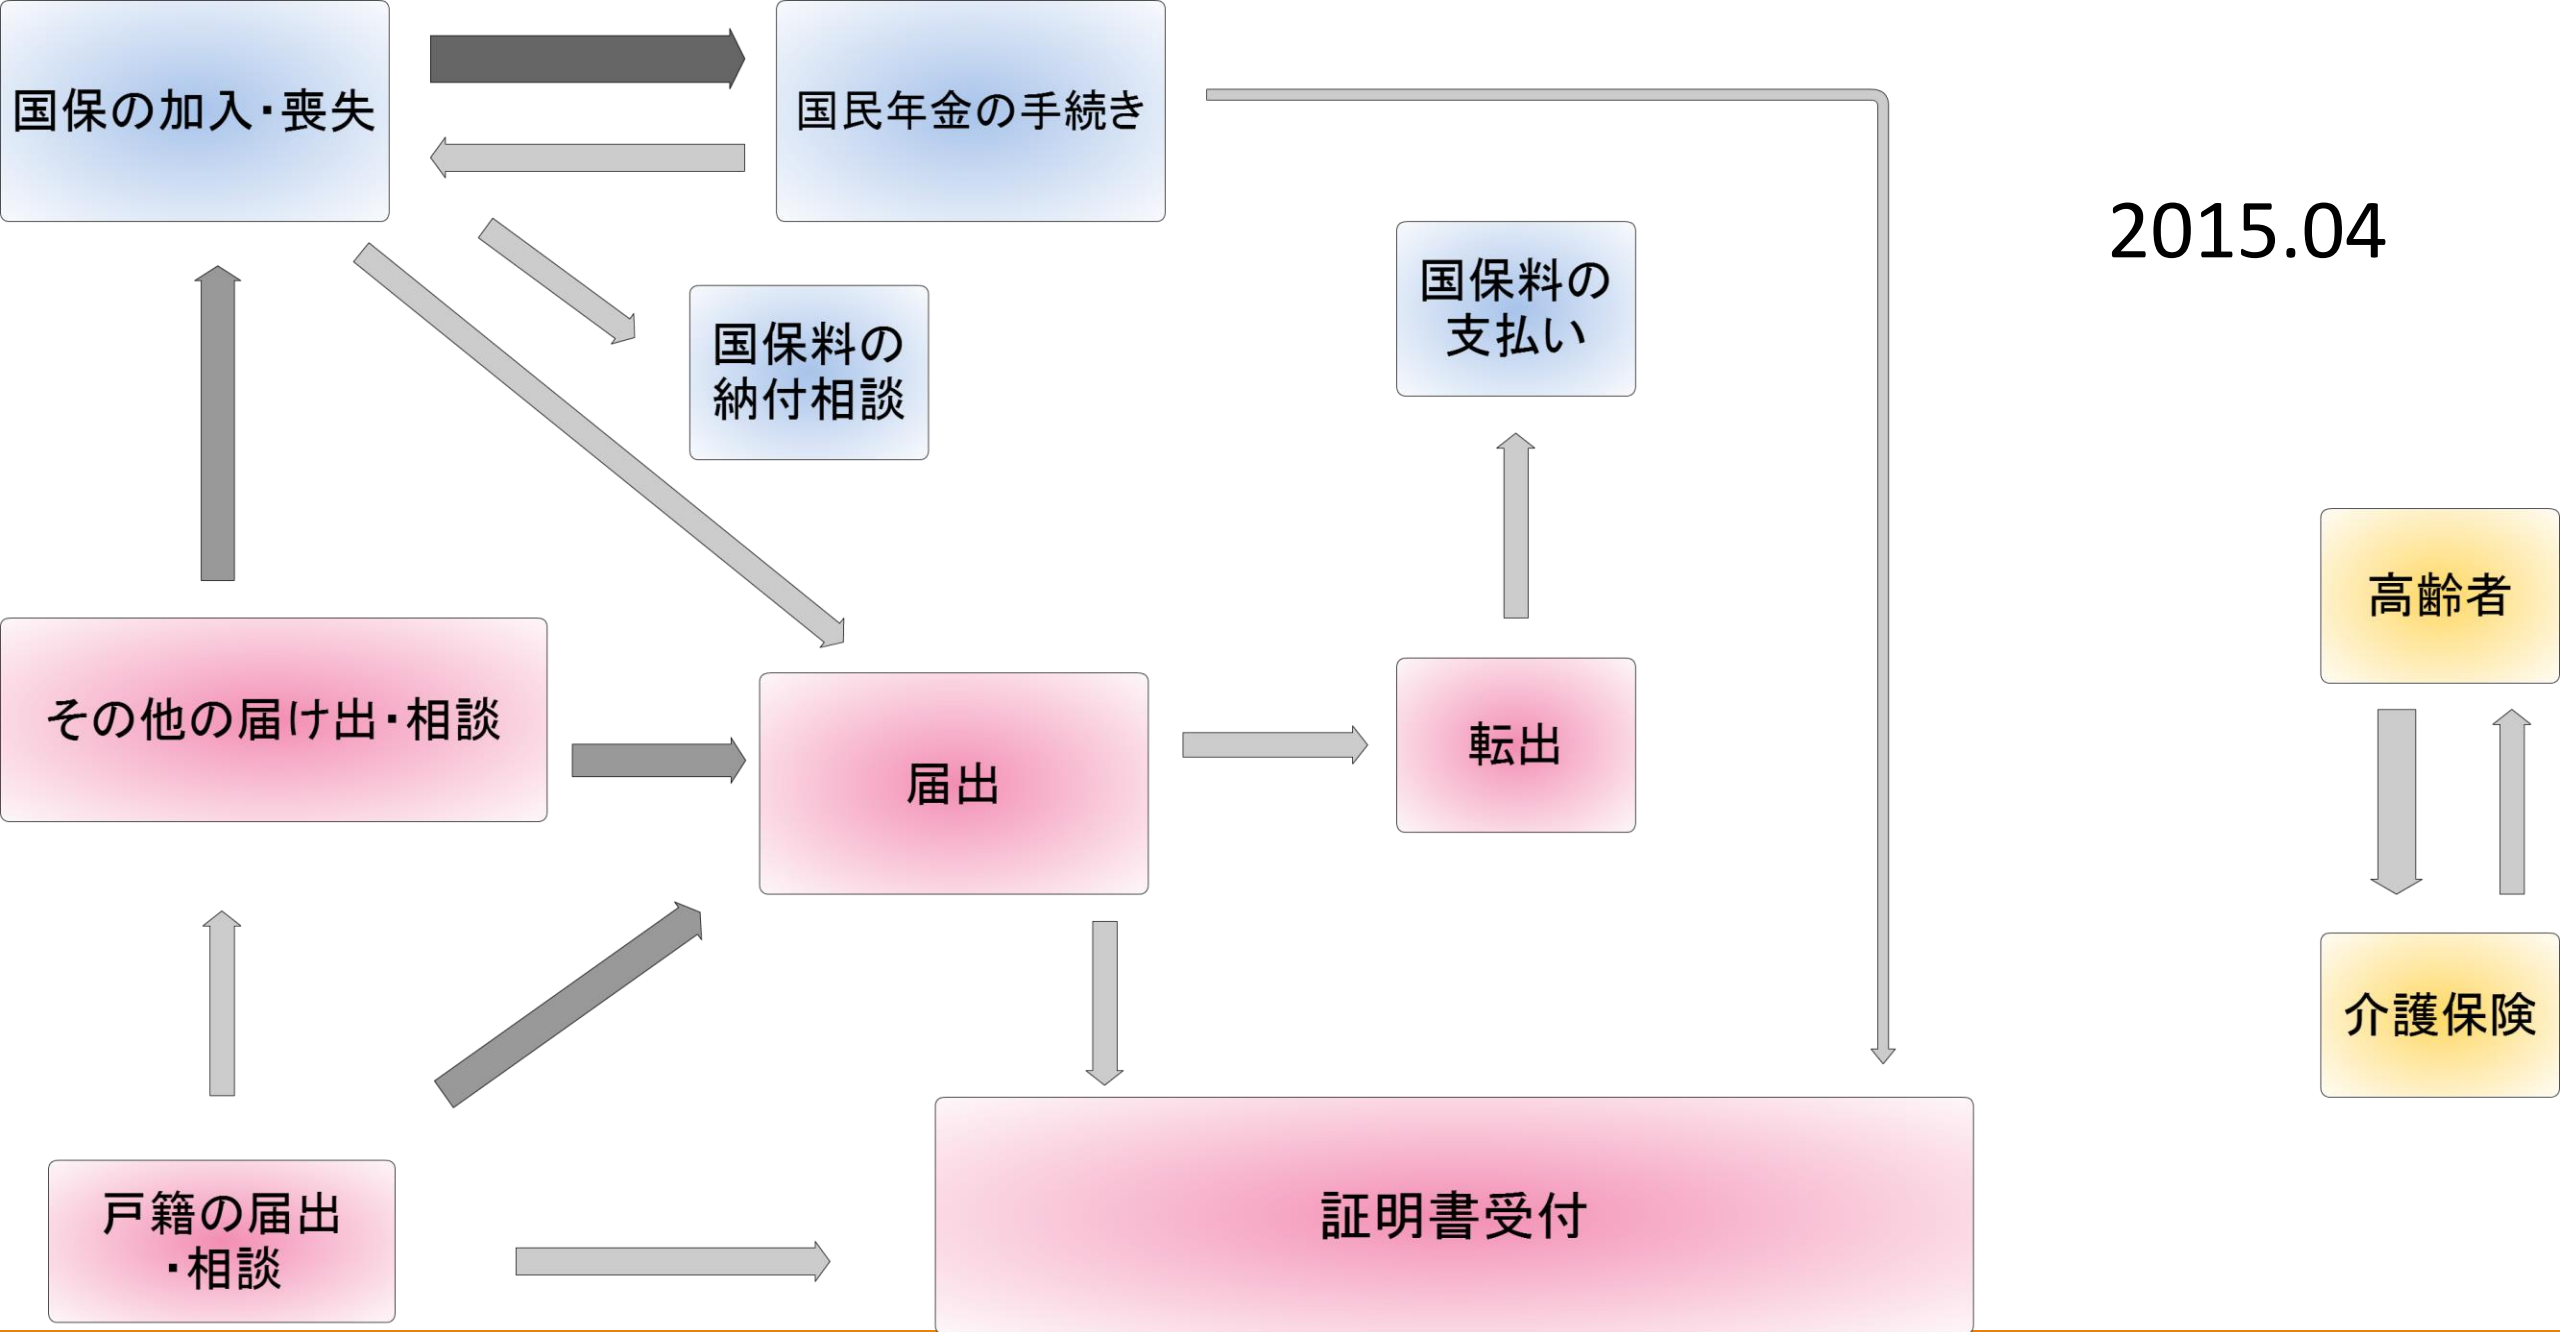 国保の加入・喪失
国民年金の手続き
2015.04
国保料の
支払い
国保料の
納付相談
高齢者
その他の届け出・相談
届出
転出
介護保険
戸籍の届出
・相談
証明書受付